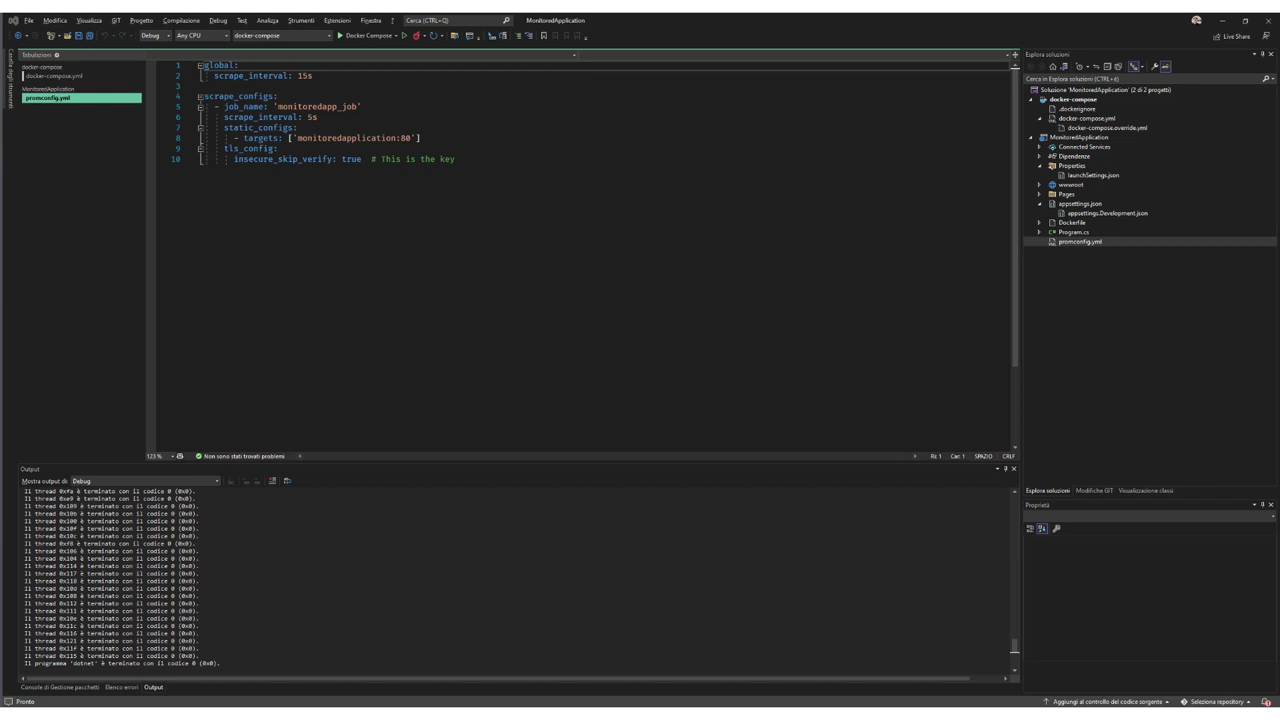 File Modifica Visualizza GIT Progetto Compilazione Debug Test Analizza Strumenti Estensioni Finestra Cerca (CTRL+Q) MonitoredApplication
Debug Any CPU docker-compose Docker Compose Live Share
Casella degli strumenti
Tabulazioni
docker-compose
docker-compose.yml
MonitoredApplication
promconfig.yml
1 global:
2 scrape_interval: 15s
3
4 scrape_configs:
5 - job_name: 'monitoredapp_job'
6 scrape_interval: 5s
7 static_configs:
8 - targets: ['monitoredapplication:80']
9 tls_config:
10 insecure_skip_verify: true # This is the key
123 % Non sono stati trovati problemi Ri: 1 Car: 1 SPAZIO CRLF
Output
Mostra output di: Debug
Il thread 0xfa è terminato con il codice 0 (0x0).
Il thread 0xe9 è terminato con il codice 0 (0x0).
Il thread 0x109 è terminato con il codice 0 (0x0).
Il thread 0x10b è terminato con il codice 0 (0x0).
Il thread 0x100 è terminato con il codice 0 (0x0).
Il thread 0x10f è terminato con il codice 0 (0x0).
Il thread 0x10c è terminato con il codice 0 (0x0).
Il thread 0xf8 è terminato con il codice 0 (0x0).
Il thread 0x106 è terminato con il codice 0 (0x0).
Il thread 0x104 è terminato con il codice 0 (0x0).
Il thread 0x114 è terminato con il codice 0 (0x0).
Il thread 0x117 è terminato con il codice 0 (0x0).
Il thread 0x118 è terminato con il codice 0 (0x0).
Il thread 0x10d è terminato con il codice 0 (0x0).
Il thread 0x108 è terminato con il codice 0 (0x0).
Il thread 0x112 è terminato con il codice 0 (0x0).
Il thread 0x111 è terminato con il codice 0 (0x0).
Il thread 0x10e è terminato con il codice 0 (0x0).
Il thread 0x11c è terminato con il codice 0 (0x0).
Il thread 0x116 è terminato con il codice 0 (0x0).
Il thread 0x121 è terminato con il codice 0 (0x0).
Il thread 0x11f è terminato con il codice 0 (0x0).
Il thread 0x115 è terminato con il codice 0 (0x0).
Il programma 'dotnet' è terminato con il codice 0 (0x0).
Console di Gestione pacchetti Elenco errori Output
Esplora soluzioni
Cerca in Esplora soluzioni (CTRL+è)
Soluzione 'MonitoredApplication' (2 di 2 progetti)
docker-compose
.dockerignore
docker-compose.yml
docker-compose.override.yml
MonitoredApplication
Connected Services
Dipendenze
Properties
launchSettings.json
wwwroot
Pages
appsettings.json
appsettings.Development.json
Dockerfile
C# Program.cs
promconfig.yml
Esplora soluzioni Modifiche GIT Visualizzazione classi
Proprietà
Pronto Aggiungi al controllo del codice sorgente Seleziona repository